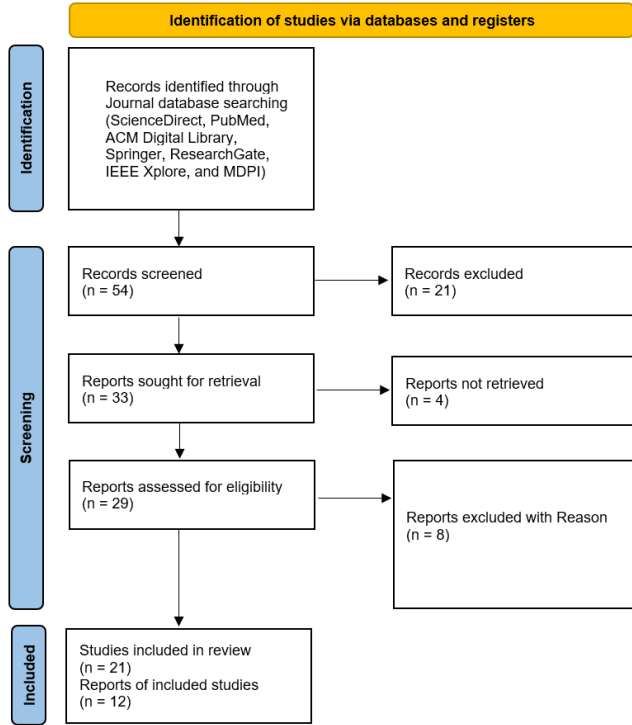 Identification of studies via databases and registers
Identification
Records identified through
Journal database searching
(ScienceDirect, PubMed,
ACM Digital Library,
Springer, ResearchGate,
IEEE Xplore, and MDPI)
Screening
Records screened
(n = 54)
Records excluded
(n = 21)
Reports sought for retrieval
(n = 33)
Reports not retrieved
(n = 4)
Reports assessed for eligibility
(n = 29)
Reports excluded with Reason
(n = 8)
Included
Studies included in review
(n = 21)
Reports of included studies
(n = 12)